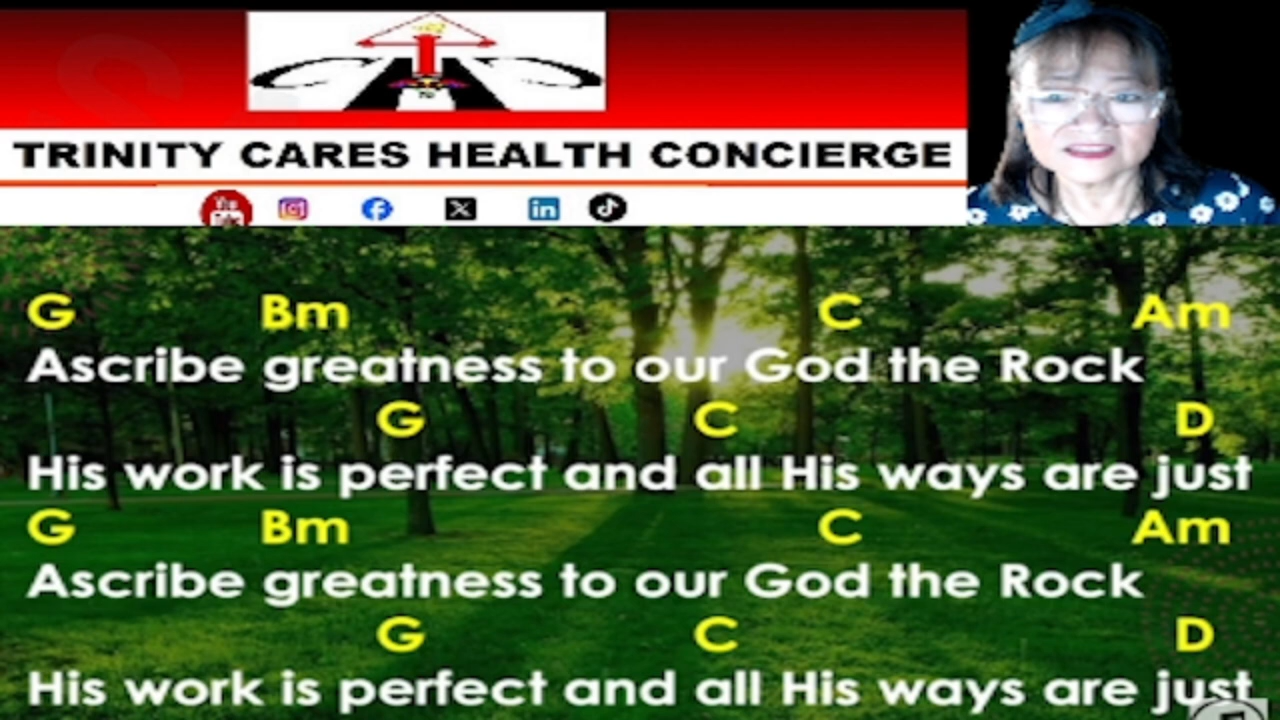 TRINITY CARES HEALTH CONCIERGE
G Bm C Am
Ascribe greatness to our God the Rock
G C D
His work is perfect and all His ways are just
G Bm C Am
Ascribe greatness to our God the Rock
G C D
His work is perfect and all His ways are just